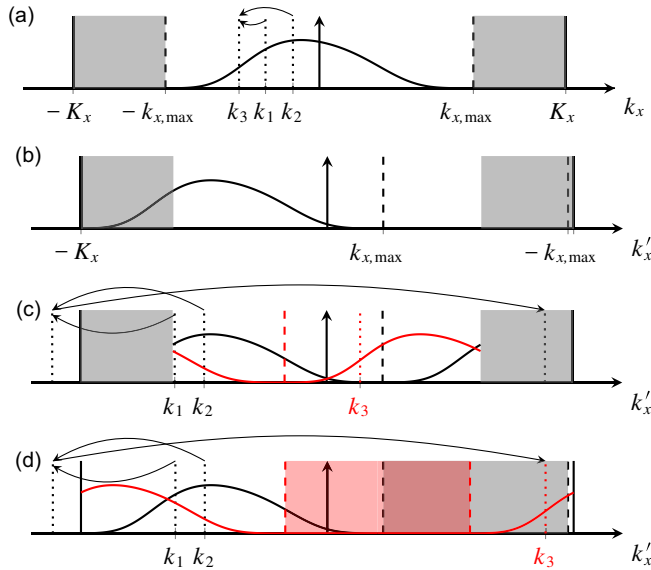 (a)
− K_x − k_{x,max} k_3 k_1 k_2 k_{x,max} K_x k_x
(b)
− K_x k_{x,max} − k_{x,max} k′_x
(c)
k_1 k_2 k_3 k′_x
(d)
k_1 k_2 k_3 k′_x